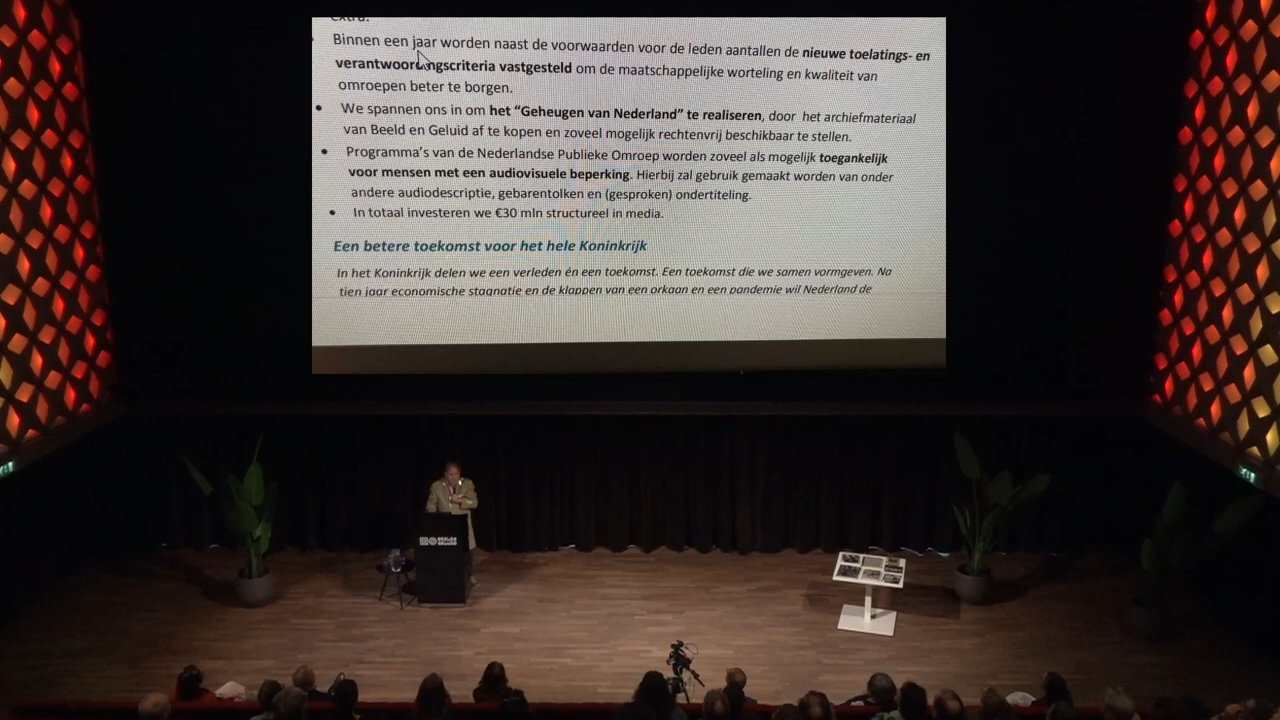 extra.
Binnen een jaar worden naast de voorwaarden voor de leden aantallen de nieuwe toelatings- en
verantwoordingscriteria vastgesteld om de maatschappelijke worteling en kwaliteit van
omroepen beter te borgen.
• We spannen ons in om het “Geheugen van Nederland” te realiseren, door het archiefmateriaal
van Beeld en Geluid af te kopen en zoveel mogelijk rechtenvrij beschikbaar te stellen.
• Programma’s van de Nederlandse Publieke Omroep worden zoveel als mogelijk toegankelijk
voor mensen met een audiovisuele beperking. Hierbij zal gebruik gemaakt worden van onder
andere audiodescriptie, gebarentolken en (gesproken) ondertiteling.
• In totaal investeren we €30 mln structureel in media.
Een betere toekomst voor het hele Koninkrijk
In het Koninkrijk delen we een verleden én een toekomst. Een toekomst die we samen vormgeven. Na
tien jaar economische stagnatie en de klappen van een orkaan en een pandemie wil Nederland de